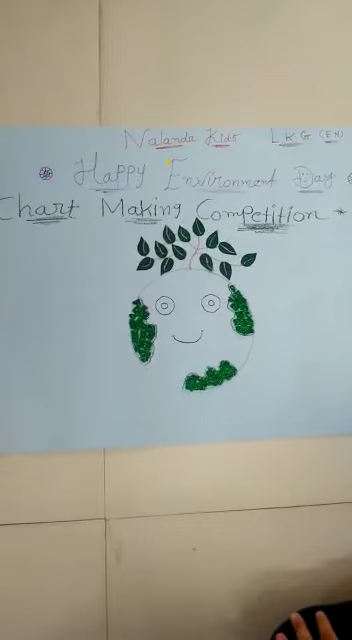 Nalanda Kids LKG (EM)
Happy Environment Day
Chart Making Competition